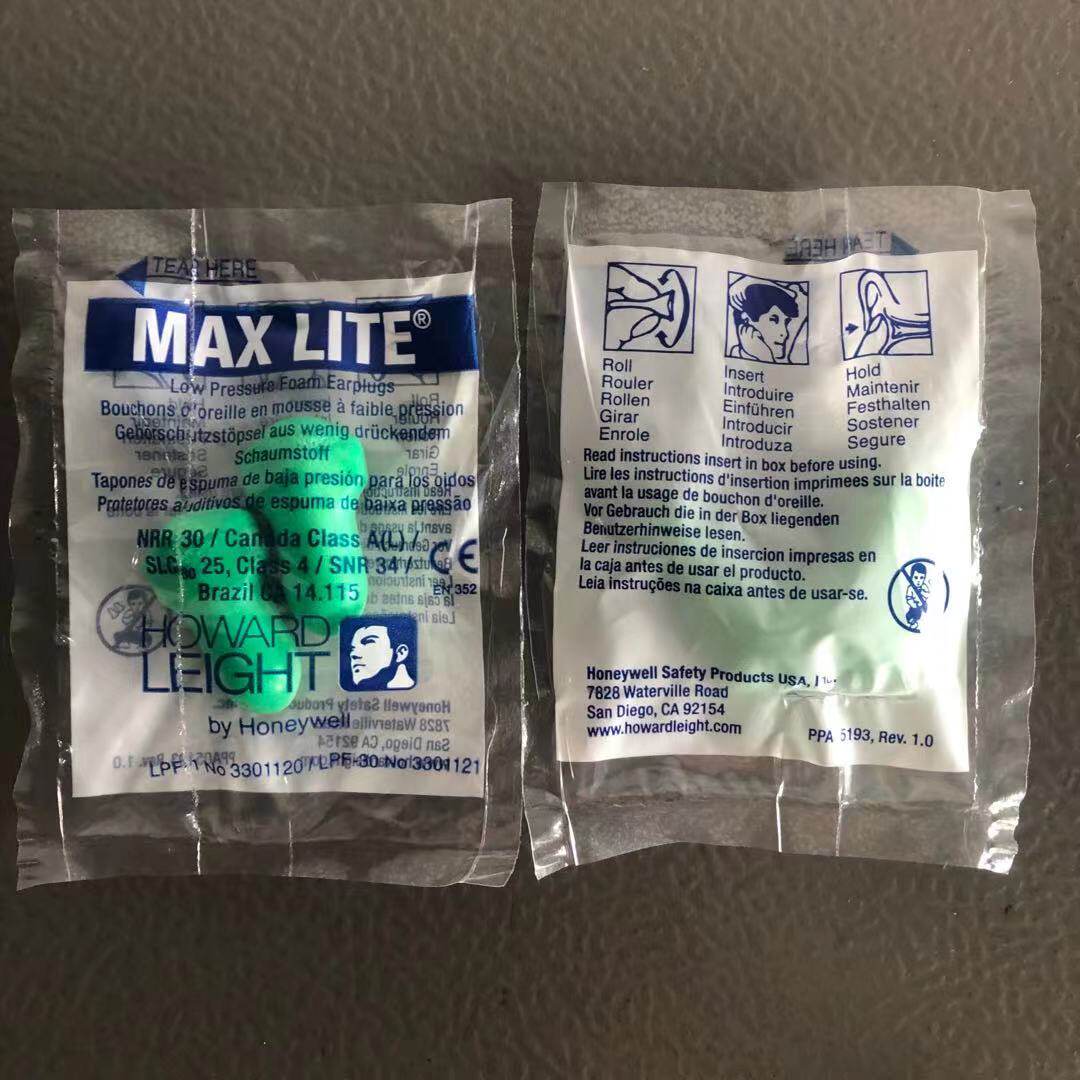 TEAR HERE
MAX LITE®
Low Pressure Foam Earplugs
Bouchons d'oreille en mousse à faible pression
Gehörschutzstöpsel aus wenig drückendem
Schaumstoff
Tapones de espuma de baja presión para los oídos
Protetores auditivos de espuma de baixa pressão
NRR 30 / Canada Class A(L) /
SLC80 25, Class 4 / SNR 34 /
Brazil CA 14.115
CE
EN 352
HOWARD
LEIGHT
by Honeywell
LPF-1 No 3301120 / LPF-30 No 3301121
TEAR HERE
Roll
Rouler
Rollen
Girar
Enrole
Insert
Introduire
Einführen
Introducir
Introduza
Hold
Maintenir
Festhalten
Sostener
Segure
Read instructions insert in box before using.
Lire les instructions d'insertion imprimees sur la boite
avant la usage de bouchon d'oreille.
Vor Gebrauch die in der Box liegenden
Benutzerhinweise lesen.
Leer instruciones de insercion impresas en
la caja antes de usar el producto.
Leia instruções na caixa antes de usar-se.
Honeywell Safety Products USA,
7828 Waterville Road
San Diego, CA 92154
www.howardleight.com
PPA 5193, Rev. 1.0